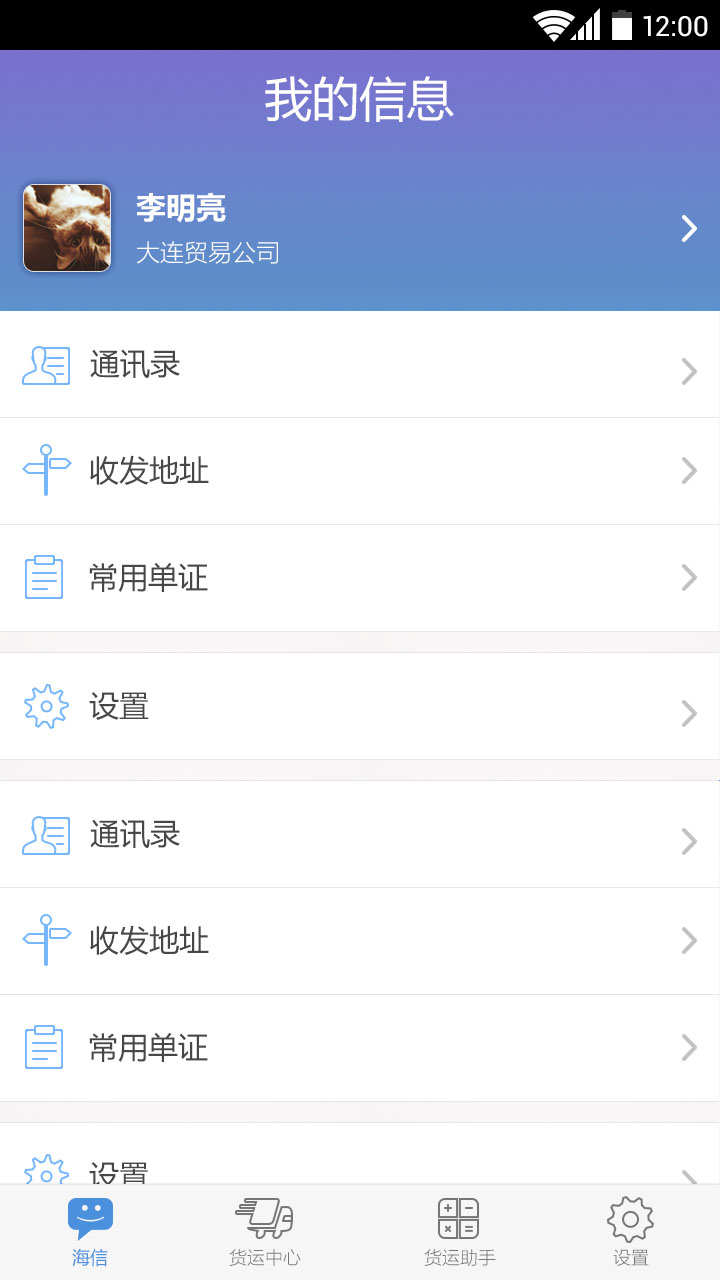 12:00
我的信息
李明亮
大连贸易公司
通讯录
收发地址
常用单证
设置
通讯录
收发地址
常用单证
设置
海信
货运中心
货运助手
设置